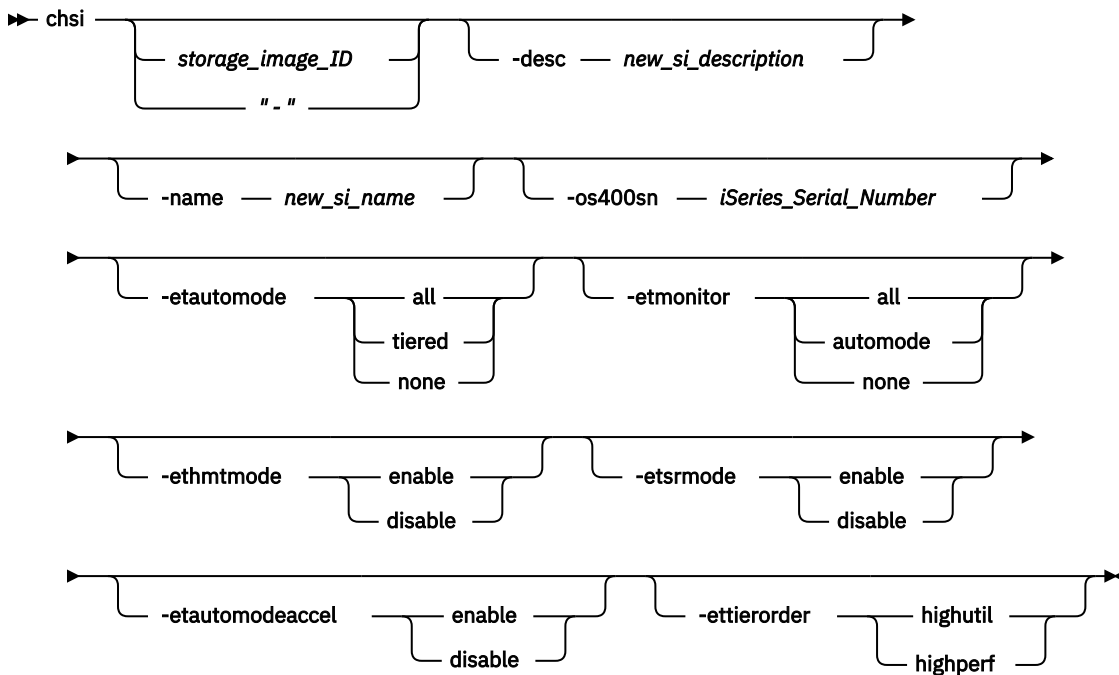 chsi
storage_image_ID
" - "
-desc new_si_description
-name new_si_name
-os400sn iSeries_Serial_Number
-etautomode all
tiered
none
-etmonitor all
automode
none
-ethmtmode enable
disable
-etsrmode enable
disable
-etautomodeaccel enable
disable
-ettierorder highutil
highperf